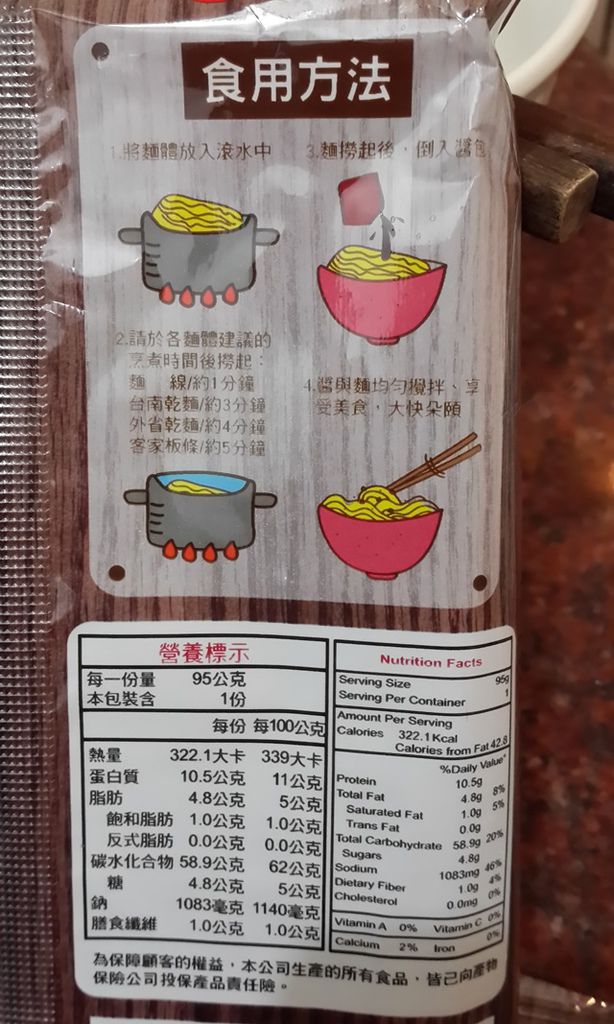 食用方法
1.將麵體放入滾水中
3.麵撈起後，倒入醬包
2.請於各麵體建議的
烹煮時間後撈起：
麵　線/約1分鐘
台南乾麵/約3分鐘
外省乾麵/約4分鐘
客家板條/約5分鐘
4.醬與麵均勻攪拌、享
受美食，大快朵頤
營養標示
每一份量 95公克
本包裝含 1份
每份 每100公克
熱量 322.1大卡 339大卡
蛋白質 10.5公克 11公克
脂肪 4.8公克 5公克
飽和脂肪 1.0公克 1.0公克
反式脂肪 0.0公克 0.0公克
碳水化合物 58.9公克 62公克
糖 4.8公克 5公克
鈉 1083毫克 1140毫克
膳食纖維 1.0公克 1.0公克
Nutrition Facts
Serving Size 95g
Serving Per Container 1
Amount Per Serving
Calories 322.1Kcal
Calories from Fat 42.8
%Daily Value*
Protein 10.5g
Total Fat 4.8g 8%
Saturated Fat 1.0g 5%
Trans Fat 0.0g
Total Carbohydrate 58.9g 20%
Sugars 4.8g
Sodium 1083mg 46%
Dietary Fiber 1.0g 4%
Cholesterol 0.0mg 0%
Vitamin A 0% Vitamin C 0%
Calcium 2% Iron 0%
為保障顧客的權益，本公司生產的所有食品，皆已向產物
保險公司投保產品責任險。